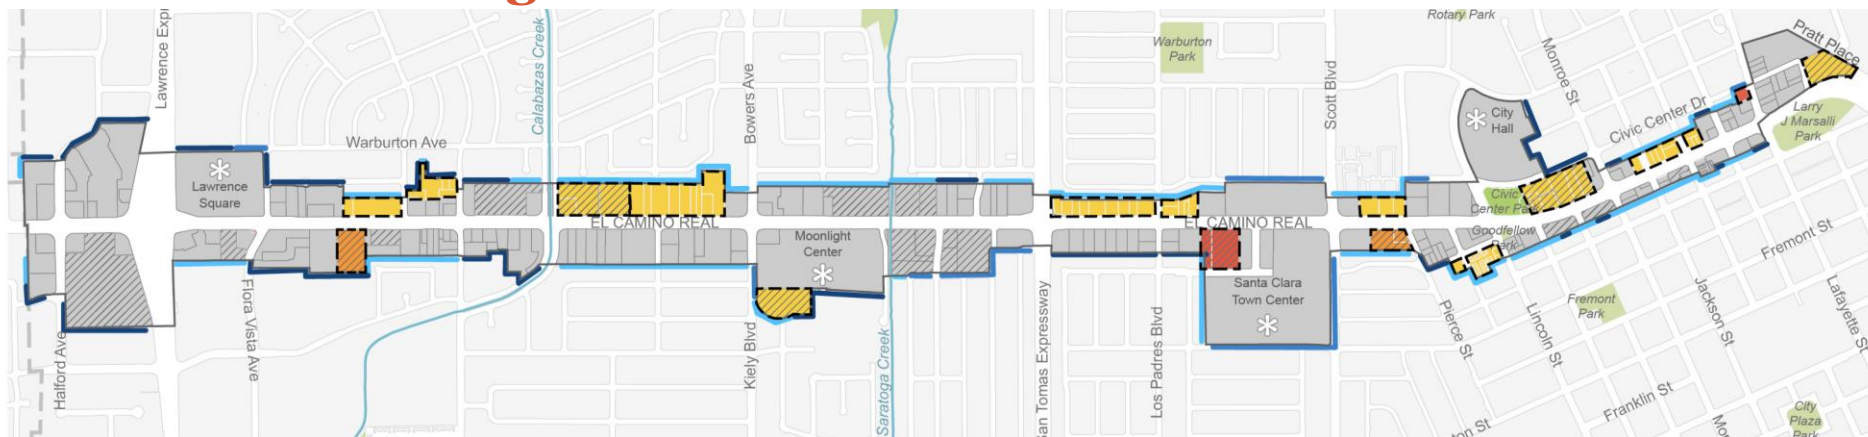 Rotary Park
Pratt Place
Lawrence Exp
Calabazas Creek
Bowers Ave
Warburton
Park
Scott Blvd
Monroe St
Civic Center Dr
Larry
J Marsalli
Park
City
Hall
Warburton Ave
Lawrence
Square
EL CAMINO REAL
EL CAMINO REAL
Civic
Center Park
Goodfellow
Park
Moonlight
Center
Santa Clara
Town Center
Fremont St
Fremont
Park
Halford Ave
Flora Vista Ave
Kiely Blvd
Saratoga Creek
San Tomas Expressway
Los Padres Blvd
Pierce St
Lincoln St
Jackson St
Lafayette St
Franklin St
City
Plaza
Park